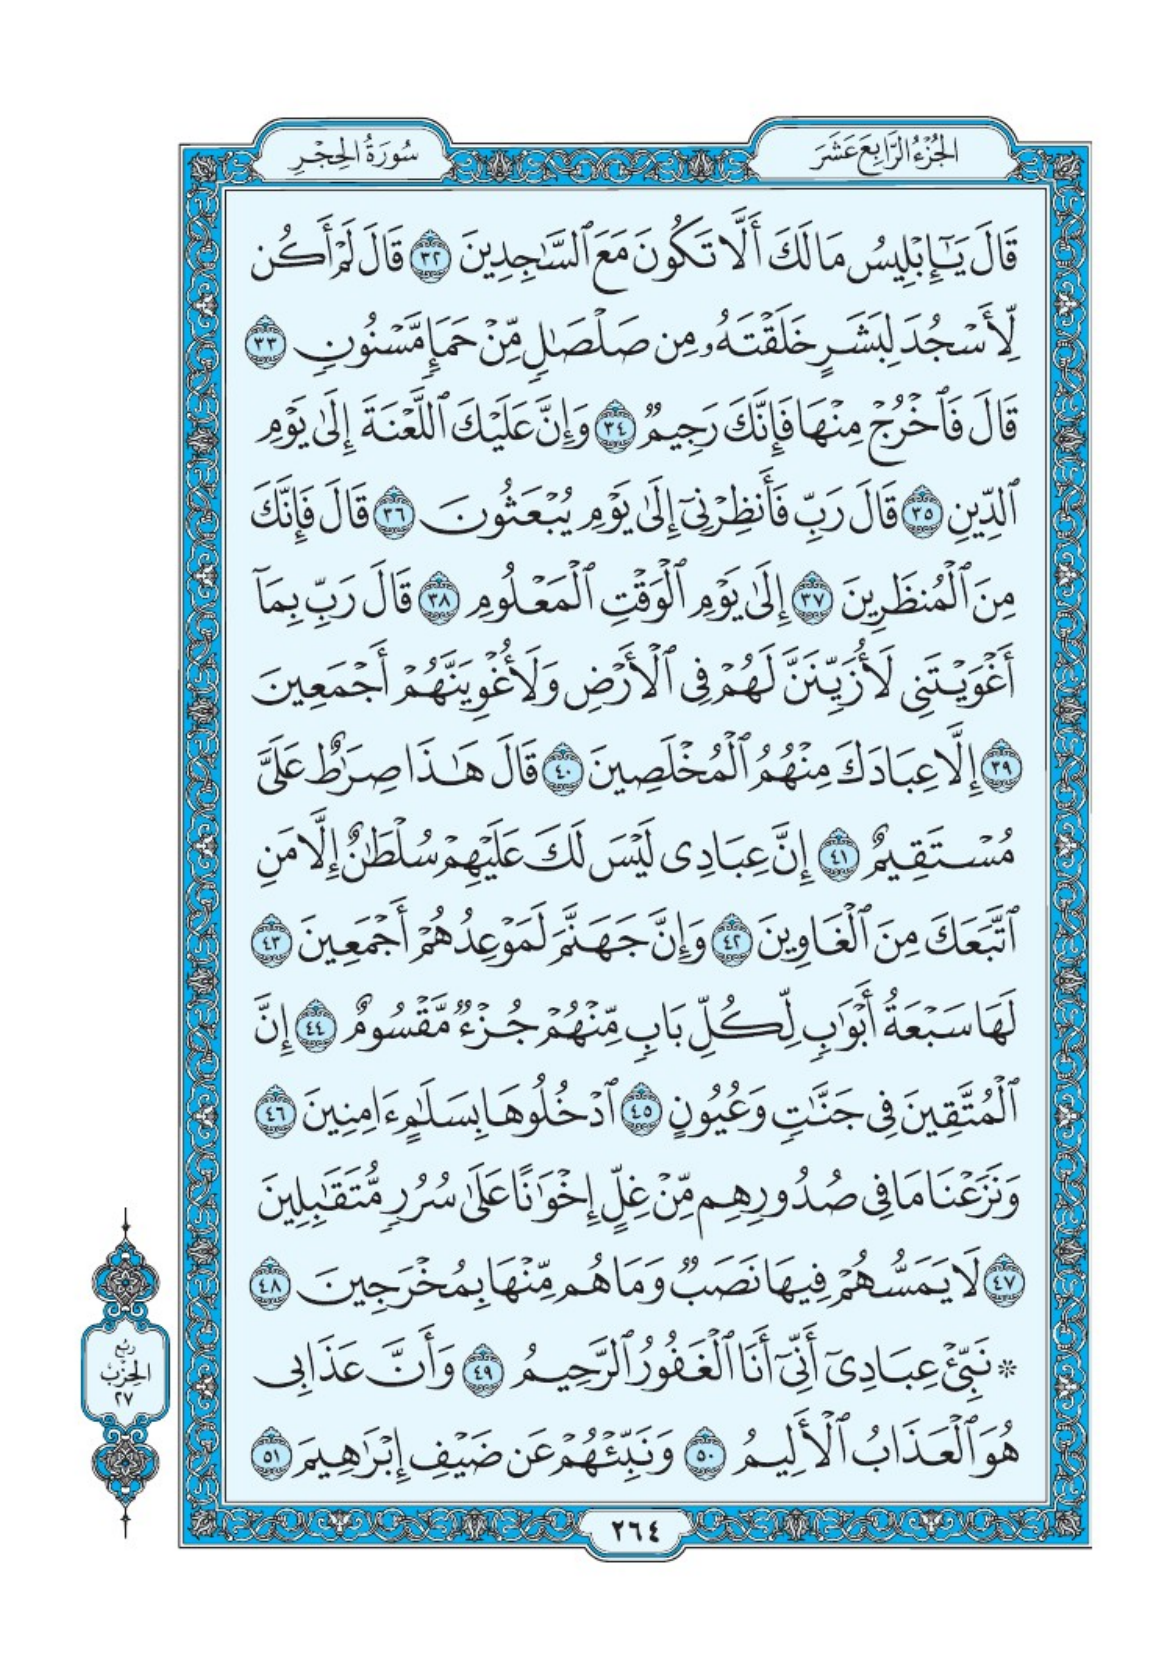 الجُزْءُ الرَّابِعَ عَشَرَ
سُورَةُ الحِجْرِ
قَالَ يَٰٓإِبْلِيسُ مَا لَكَ أَلَّا تَكُونَ مَعَ ٱلسَّٰجِدِينَ ٣٢ قَالَ لَمْ أَكُن
لِّأَسْجُدَ لِبَشَرٍ خَلَقْتَهُۥ مِن صَلْصَٰلٍ مِّنْ حَمَإٍ مَّسْنُونٍ ٣٣
قَالَ فَٱخْرُجْ مِنْهَا فَإِنَّكَ رَجِيمٌ ٣٤ وَإِنَّ عَلَيْكَ ٱللَّعْنَةَ إِلَىٰ يَوْمِ
ٱلدِّينِ ٣٥ قَالَ رَبِّ فَأَنظِرْنِىٓ إِلَىٰ يَوْمِ يُبْعَثُونَ ٣٦ قَالَ فَإِنَّكَ
مِنَ ٱلْمُنظَرِينَ ٣٧ إِلَىٰ يَوْمِ ٱلْوَقْتِ ٱلْمَعْلُومِ ٣٨ قَالَ رَبِّ بِمَآ
أَغْوَيْتَنِى لَأُزَيِّنَنَّ لَهُمْ فِى ٱلْأَرْضِ وَلَأُغْوِيَنَّهُمْ أَجْمَعِينَ
٣٩ إِلَّا عِبَادَكَ مِنْهُمُ ٱلْمُخْلَصِينَ ٤٠ قَالَ هَٰذَا صِرَٰطٌ عَلَىَّ
مُسْتَقِيمٌ ٤١ إِنَّ عِبَادِى لَيْسَ لَكَ عَلَيْهِمْ سُلْطَٰنٌ إِلَّا مَنِ
ٱتَّبَعَكَ مِنَ ٱلْغَاوِينَ ٤٢ وَإِنَّ جَهَنَّمَ لَمَوْعِدُهُمْ أَجْمَعِينَ ٤٣
لَهَا سَبْعَةُ أَبْوَٰبٍ لِّكُلِّ بَابٍ مِّنْهُمْ جُزْءٌ مَّقْسُومٌ ٤٤ إِنَّ
ٱلْمُتَّقِينَ فِى جَنَّٰتٍ وَعُيُونٍ ٤٥ ٱدْخُلُوهَا بِسَلَٰمٍ ءَامِنِينَ ٤٦
وَنَزَعْنَا مَا فِى صُدُورِهِم مِّنْ غِلٍّ إِخْوَٰنًا عَلَىٰ سُرُرٍ مُّتَقَٰبِلِينَ
٤٧ لَا يَمَسُّهُمْ فِيهَا نَصَبٌ وَمَا هُم مِّنْهَا بِمُخْرَجِينَ ٤٨
* نَبِّئْ عِبَادِىٓ أَنِّىٓ أَنَا ٱلْغَفُورُ ٱلرَّحِيمُ ٤٩ وَأَنَّ عَذَابِى
هُوَ ٱلْعَذَابُ ٱلْأَلِيمُ ٥٠ وَنَبِّئْهُمْ عَن ضَيْفِ إِبْرَٰهِيمَ ٥١
ربع
الحِزْب
٢٧
٢٦٤